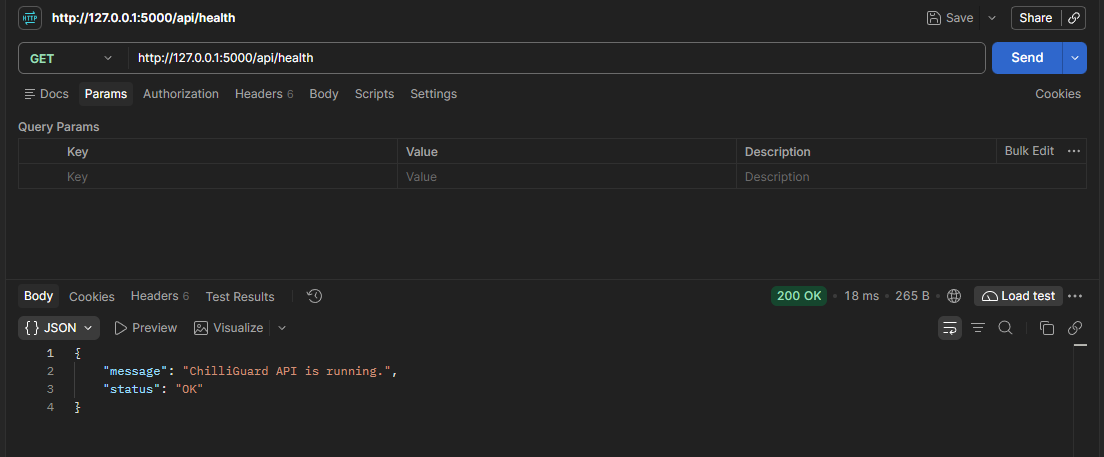 HTTP http://127.0.0.1:5000/api/health Save Share
GET http://127.0.0.1:5000/api/health Send
Docs Params Authorization Headers 6 Body Scripts Settings Cookies
Query Params
Key Value Description Bulk Edit
Key Value Description
Body Cookies Headers 6 Test Results 200 OK 18 ms 265 B Load test
{} JSON Preview Visualize
1 {
2 "message": "ChilliGuard API is running.",
3 "status": "OK"
4 }